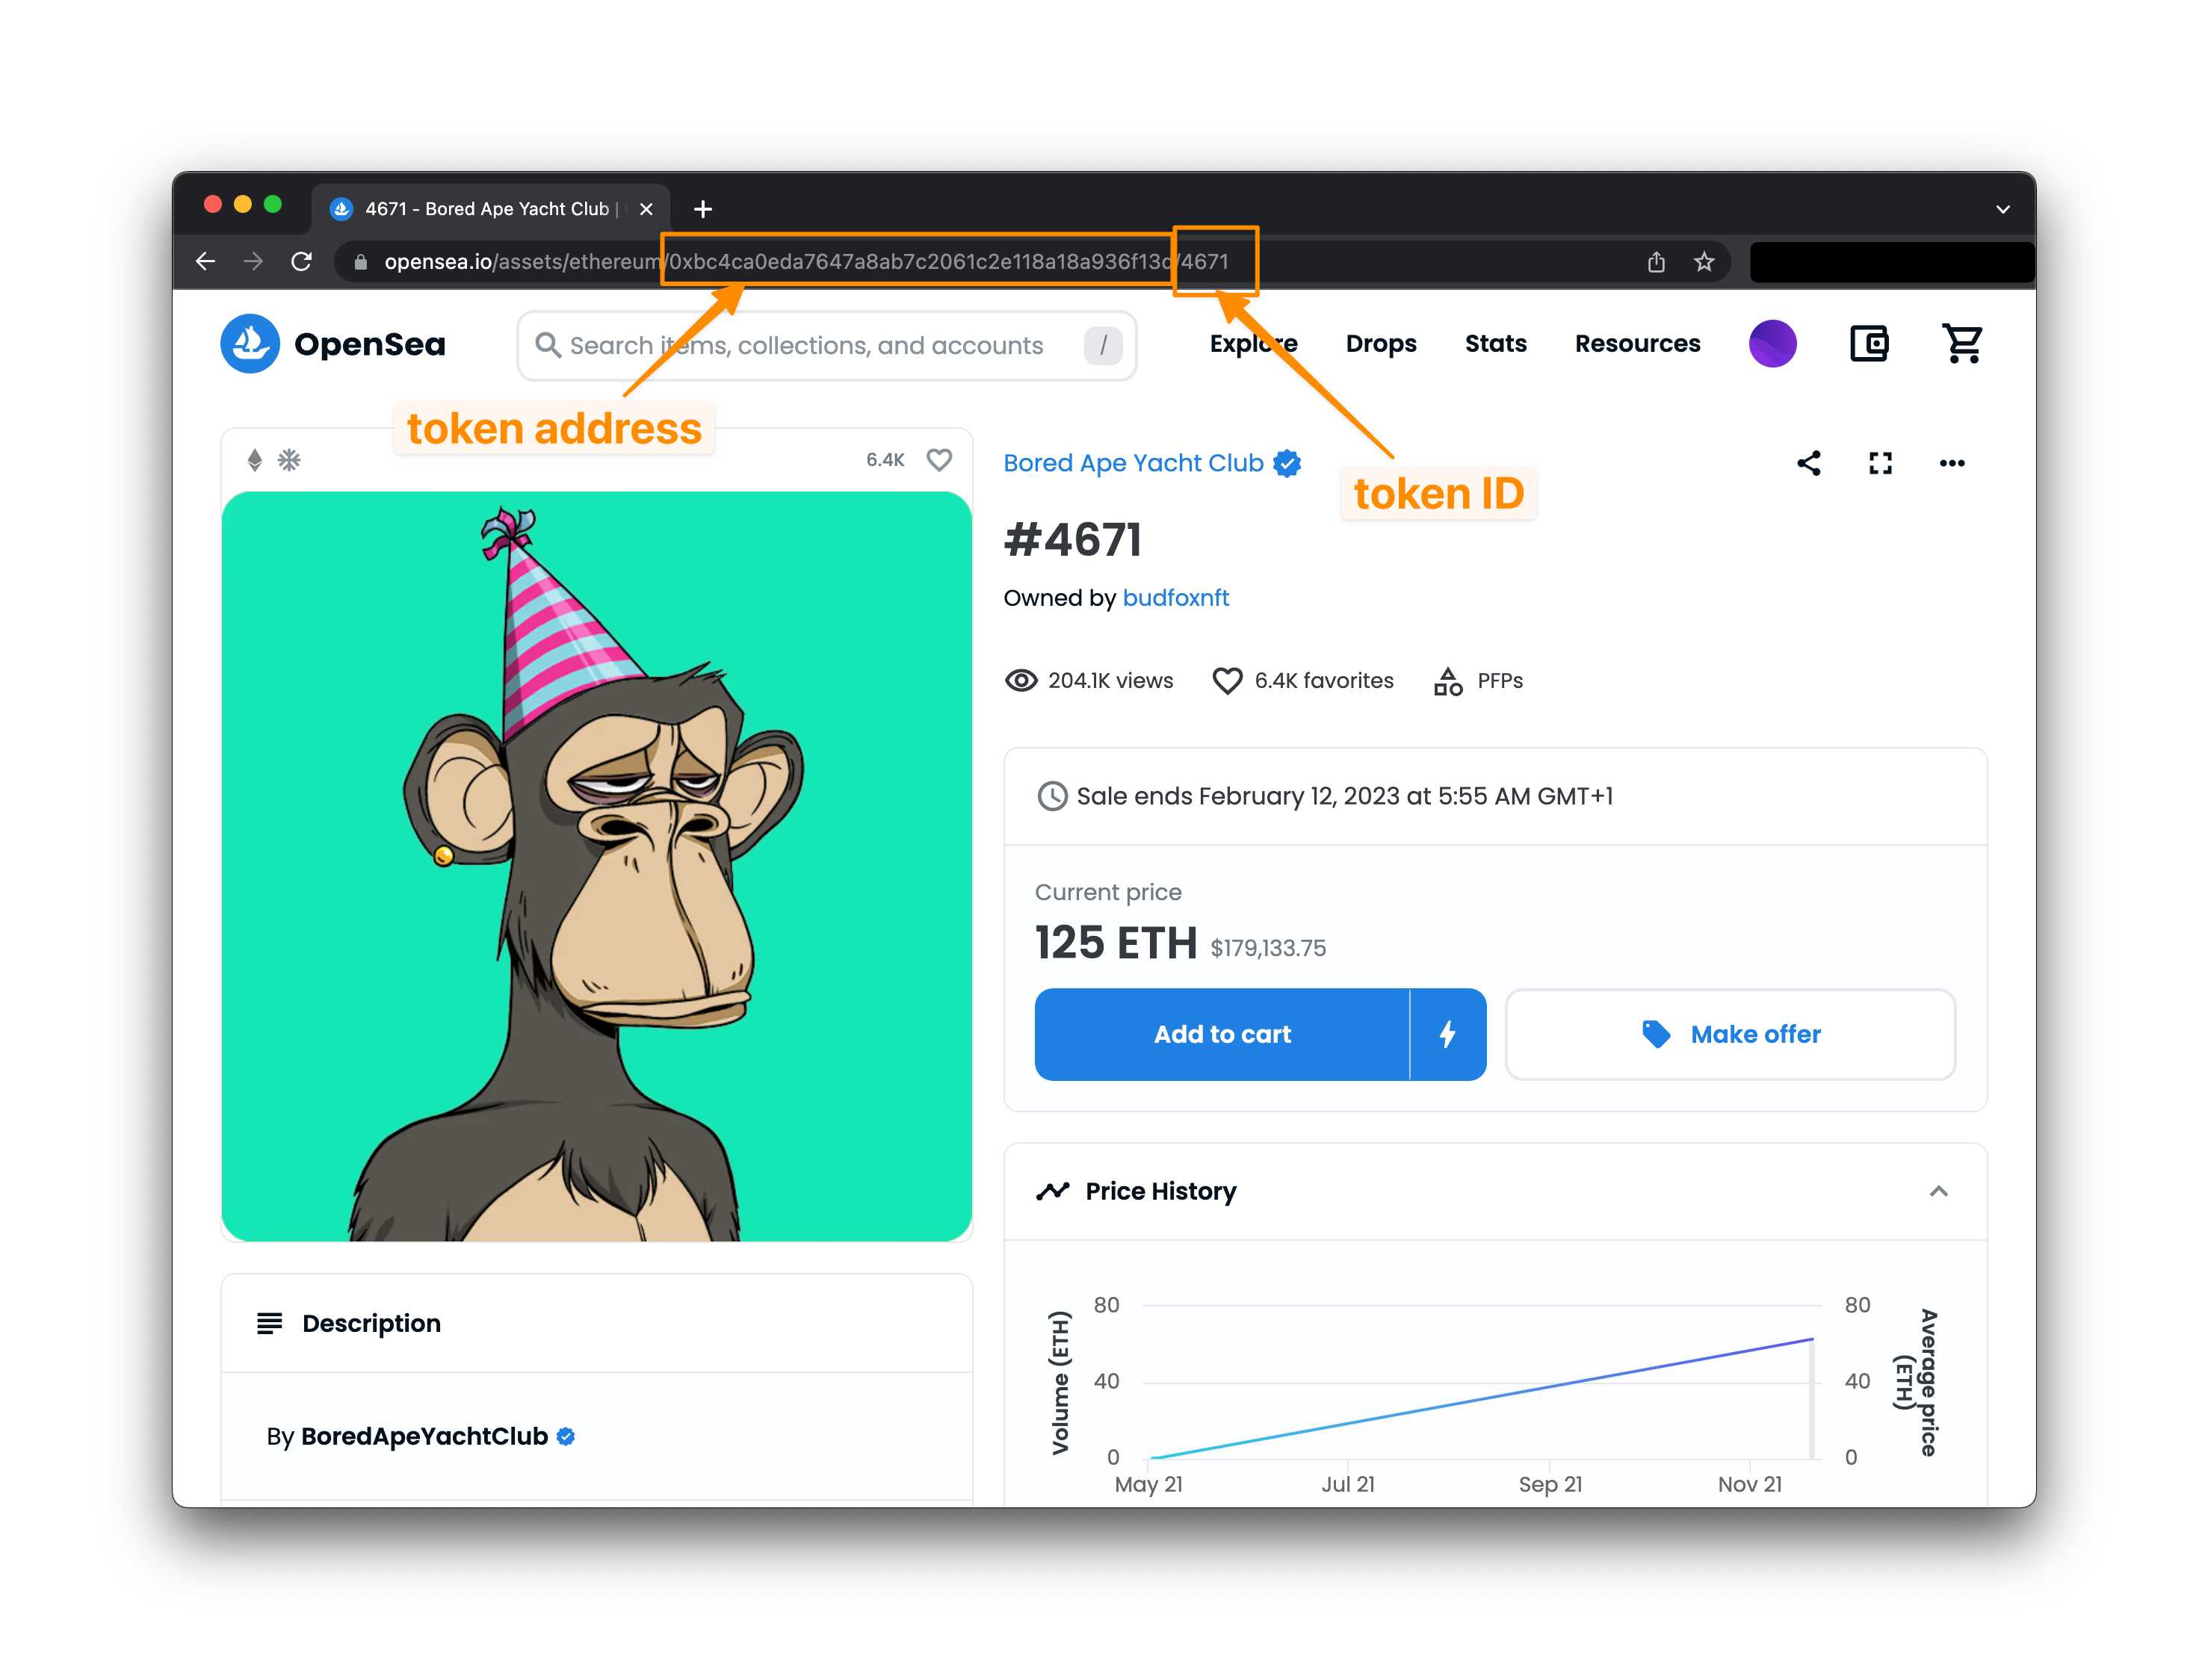 4671 - Bored Ape Yacht Club |
opensea.io/assets/ethereum/0xbc4ca0eda7647a8ab7c2061c2e118a18a936f13d/4671
OpenSea
Search items, collections, and accounts
/
Explore
Drops
Stats
Resources
token address
token ID
6.4K
Bored Ape Yacht Club
#4671
Owned by budfoxnft
204.1K views
6.4K favorites
PFPs
Sale ends February 12, 2023 at 5:55 AM GMT+1
Current price
125 ETH $179,133.75
Add to cart
Make offer
Price History
Volume (ETH)
80
40
0
80
40
0
Average price
(ETH)
May 21
Jul 21
Sep 21
Nov 21
Description
By BoredApeYachtClub